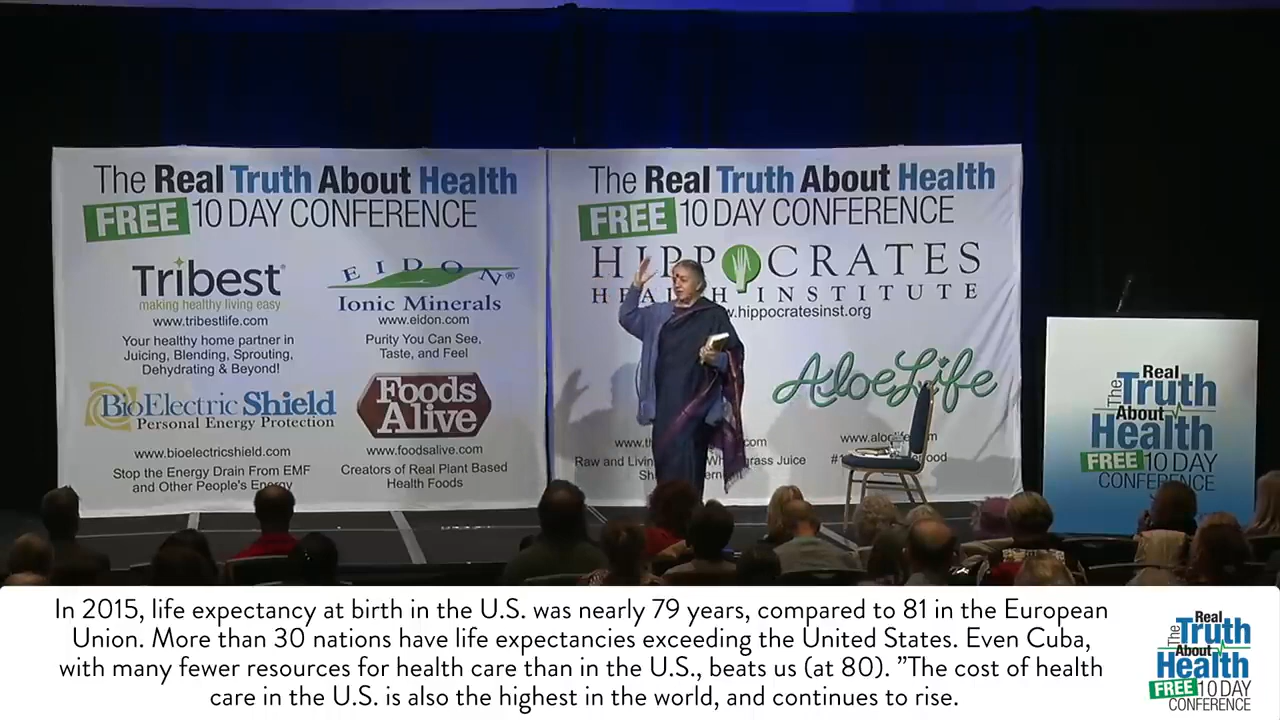 The Real Truth About Health
FREE 10 DAY CONFERENCE
Tribest®
making healthy living easy
www.tribestlife.com
Your healthy home partner in
Juicing, Blending, Sprouting,
Dehydrating & Beyond!
EIDON®
Ionic Minerals
www.eidon.com
Purity You Can See,
Taste, and Feel
BioElectric Shield
Personal Energy Protection
www.bioelectricshield.com
Stop the Energy Drain From EMF
and Other People's Energy
Foods
Alive
www.foodsalive.com
Creators of Real Plant Based
Health Foods
The Real Truth About Health
FREE 10 DAY CONFERENCE
HIPPOCRATES
INSTITUTE
.hippocratesinst.org
AloeLife
www. com
Raw and grass Juice
The Real
Truth
About
Health
FREE 10 DAY
CONFERENCE
In 2015, life expectancy at birth in the U.S. was nearly 79 years, compared to 81 in the European
Union. More than 30 nations have life expectancies exceeding the United States. Even Cuba,
with many fewer resources for health care than in the U.S., beats us (at 80). ”The cost of health
care in the U.S. is also the highest in the world, and continues to rise.
The Real
Truth
About
Health
FREE 10 DAY
CONFERENCE